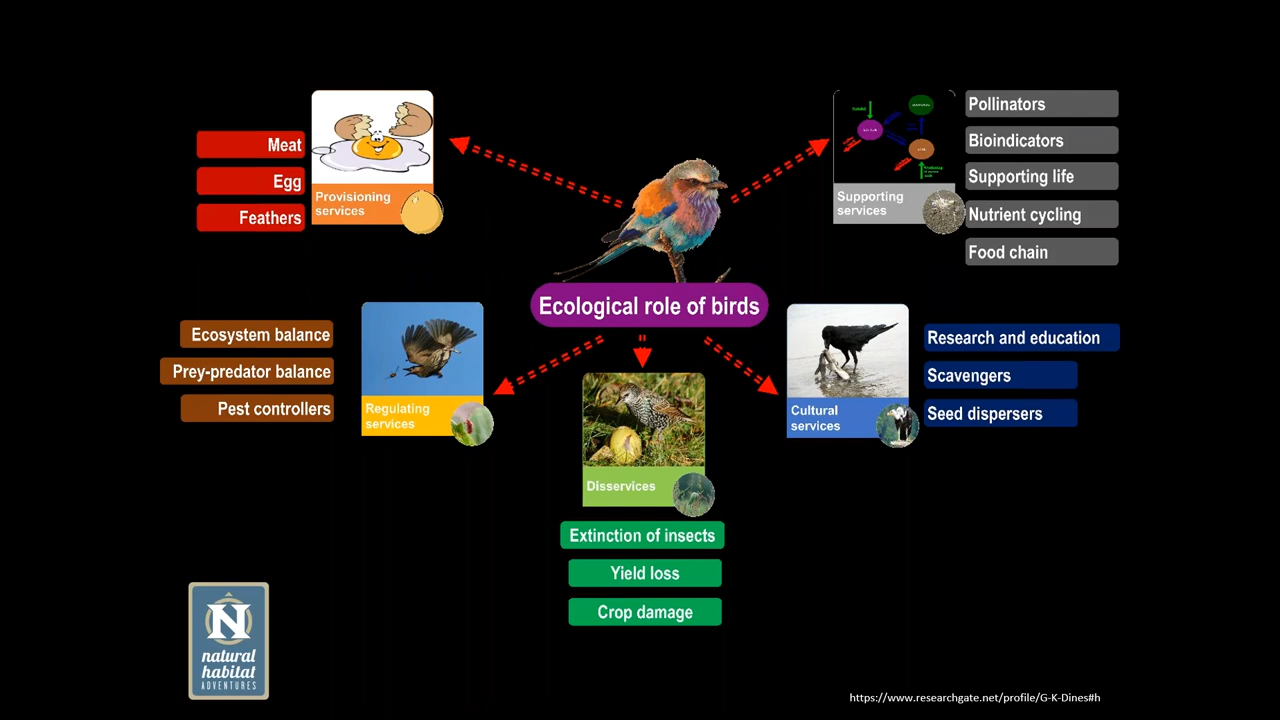 Meat
Egg
Feathers
Provisioning
services
Supporting
services
Pollinators
Bioindicators
Supporting life
Nutrient cycling
Food chain
Ecological role of birds
Ecosystem balance
Prey-predator balance
Pest controllers
Regulating
services
Disservices
Extinction of insects
Yield loss
Crop damage
Cultural
services
Research and education
Scavengers
Seed dispersers
N
natural
habitat
ADVENTURES
https://www.researchgate.net/profile/G-K-Dines#h